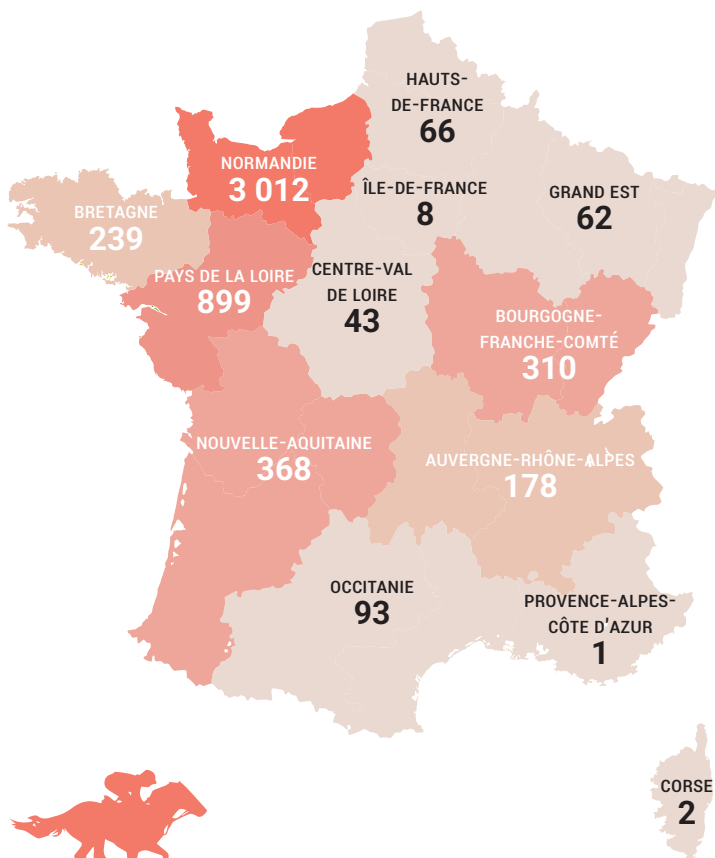 HAUTS-
DE-FRANCE
66
NORMANDIE
3 012
ÎLE-DE-FRANCE
8
GRAND EST
62
BRETAGNE
239
PAYS DE LA LOIRE
899
CENTRE-VAL
DE LOIRE
43
BOURGOGNE-
FRANCHE-COMTÉ
310
NOUVELLE-AQUITAINE
368
AUVERGNE-RHÔNE-ALPES
178
OCCITANIE
93
PROVENCE-ALPES-
CÔTE D'AZUR
1
CORSE
2